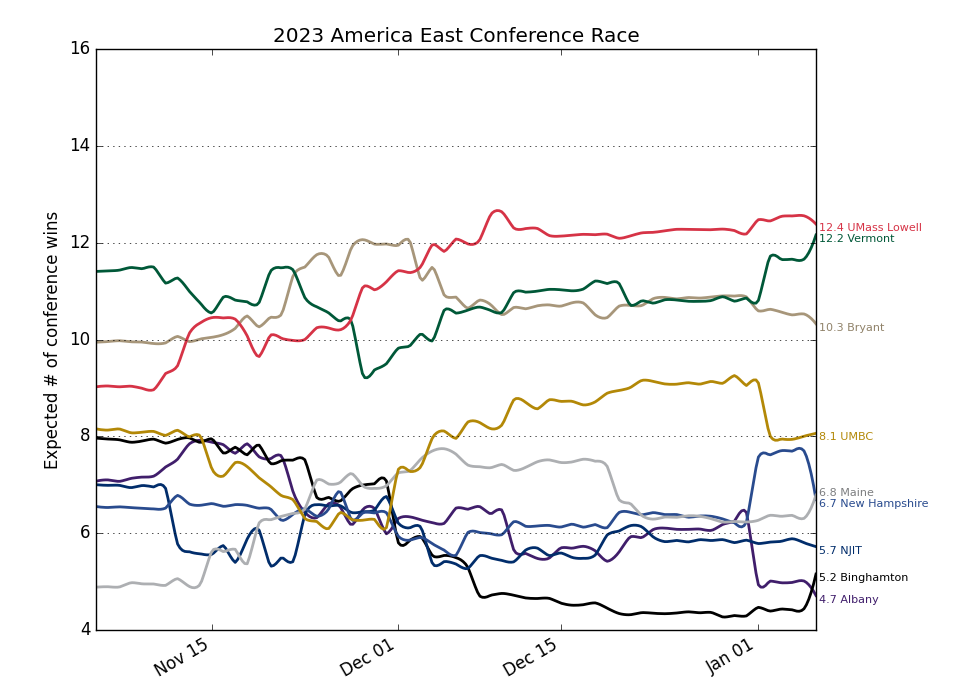 2023 America East Conference Race
Expected # of conference wins
16
14
12
10
8
6
4
12.4 UMass Lowell
12.2 Vermont
10.3 Bryant
8.1 UMBC
6.8 Maine
6.7 New Hampshire
5.7 NJIT
5.2 Binghamton
4.7 Albany
Nov 15
Dec 01
Dec 15
Jan 01